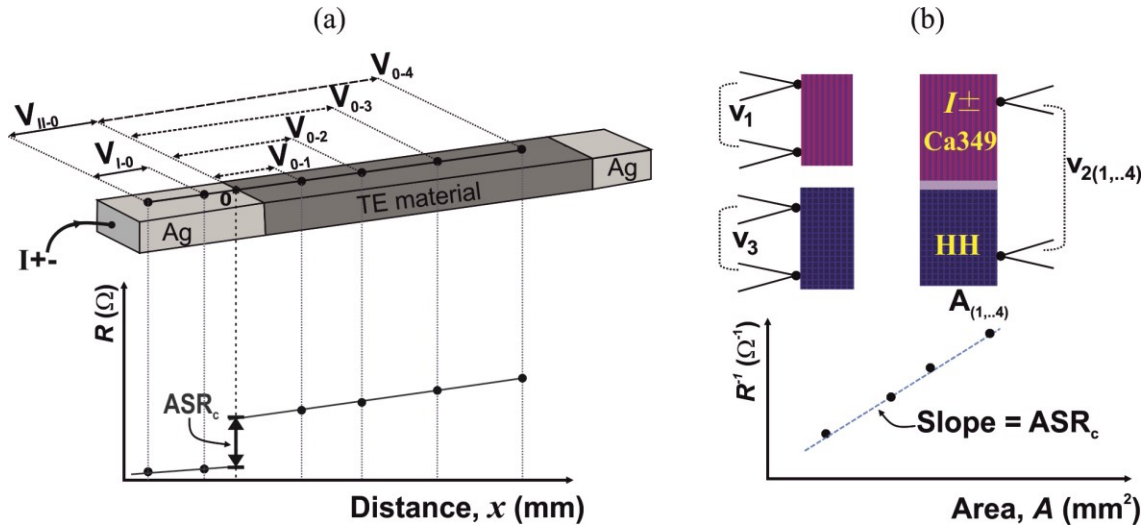 (a)
V0-4
VII-0
V0-3
VI-0
V0-2
V0-1
0
Ag
TE material
Ag
I+-
R (Ω)
ASRc
Distance, x (mm)
(b)
v1
I±
Ca349
v2(1,..4)
v3
HH
A(1,..4)
R-1 (Ω-1)
Slope = ASRc
Area, A (mm2)